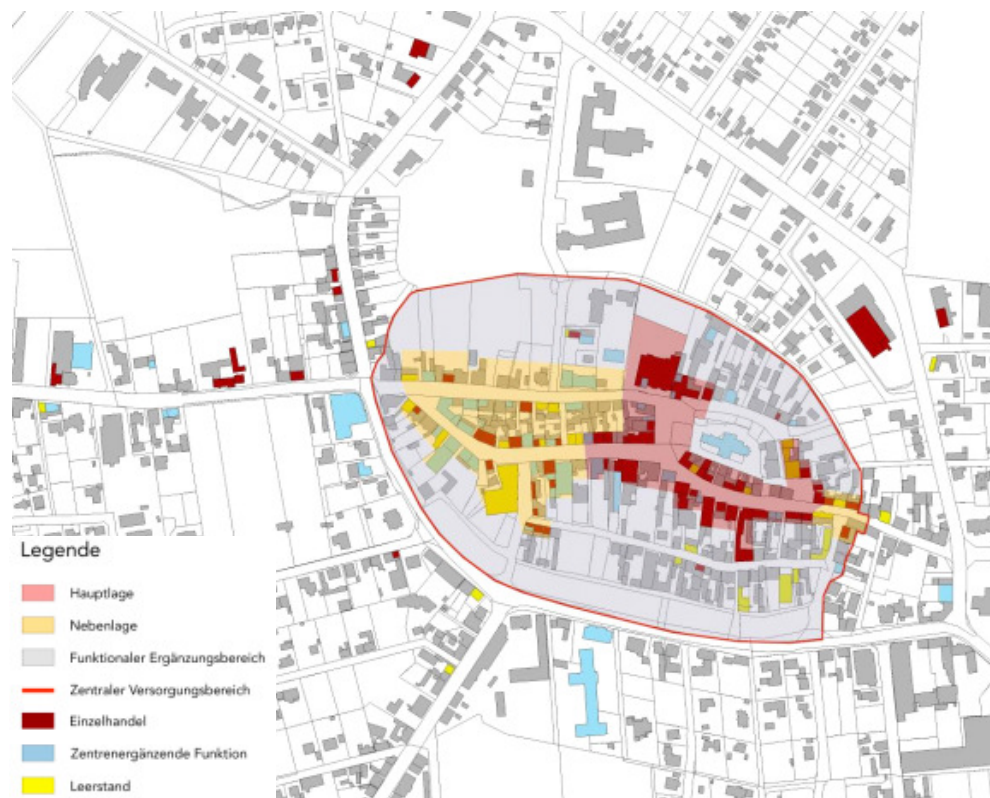 Legende
Hauptlage
Nebenlage
Funktionaler Ergänzungsbereich
Zentraler Versorgungsbereich
Einzelhandel
Zentrenergänzende Funktion
Leerstand